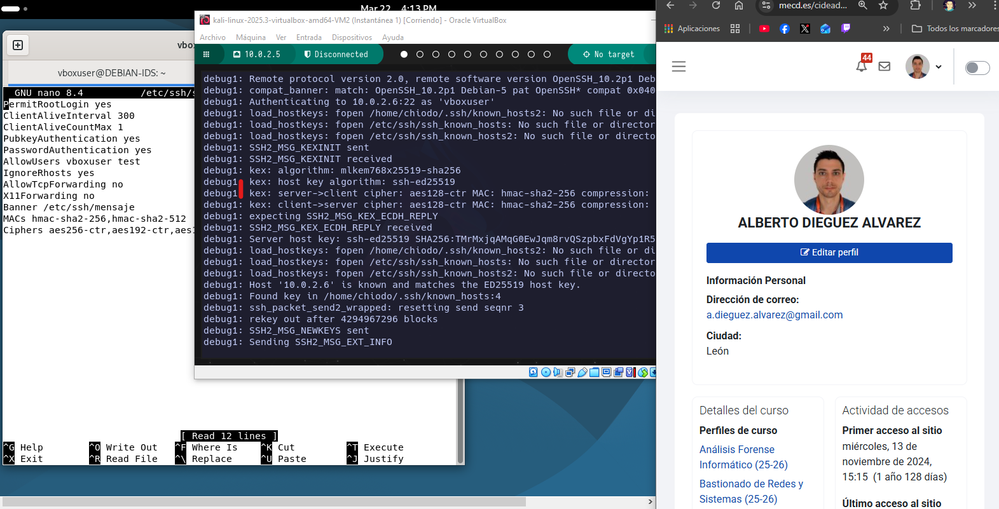 Mar 22 4:13 PM
vbox
vboxuser@DEBIAN-IDS: ~
GNU nano 8.4 /etc/ssh/s
PermitRootLogin yes
ClientAliveInterval 300
ClientAliveCountMax 1
PubkeyAuthentication yes
PasswordAuthentication yes
AllowUsers vboxuser test
IgnoreRhosts yes
AllowTcpForwarding no
X11Forwarding no
Banner /etc/ssh/mensaje
MACs hmac-sha2-256,hmac-sha2-512
Ciphers aes256-ctr,aes192-ctr,aes1
[ Read 12 lines ]
^G Help ^O Write Out ^F Where Is ^K Cut ^T Execute
^X Exit ^R Read File ^\ Replace ^U Paste ^J Justify
kali-linux-2025.3-virtualbox-amd64-VM2 (Instantánea 1) [Corriendo] - Oracle VirtualBox
Archivo Máquina Ver Entrada Dispositivos Ayuda
10.0.2.5 Disconnected No target
debug1: Remote protocol version 2.0, remote software version OpenSSH_10.2p1 Deb
debug1: compat_banner: match: OpenSSH_10.2p1 Debian-5 pat OpenSSH* compat 0x040
debug1: Authenticating to 10.0.2.6:22 as 'vboxuser'
debug1: load_hostkeys: fopen /home/chiodo/.ssh/known_hosts2: No such file or di
debug1: load_hostkeys: fopen /etc/ssh/ssh_known_hosts: No such file or director
debug1: load_hostkeys: fopen /etc/ssh/ssh_known_hosts2: No such file or directo
debug1: SSH2_MSG_KEXINIT sent
debug1: SSH2_MSG_KEXINIT received
debug1: kex: algorithm: mlkem768x25519-sha256
debug1: kex: host key algorithm: ssh-ed25519
debug1: kex: server->client cipher: aes128-ctr MAC: hmac-sha2-256 compression:
debug1: kex: client->server cipher: aes128-ctr MAC: hmac-sha2-256 compression:
debug1: expecting SSH2_MSG_KEX_ECDH_REPLY
debug1: SSH2_MSG_KEX_ECDH_REPLY received
debug1: Server host key: ssh-ed25519 SHA256:TMrMxjqAMqG0EwJqm8rvQSzpbxFdVgYp1R5
debug1: load_hostkeys: fopen /home/chiodo/.ssh/known_hosts2: No such file or di
debug1: load_hostkeys: fopen /etc/ssh/ssh_known_hosts: No such file or director
debug1: load_hostkeys: fopen /etc/ssh/ssh_known_hosts2: No such file or directo
debug1: Host '10.0.2.6' is known and matches the ED25519 host key.
debug1: Found key in /home/chiodo/.ssh/known_hosts:4
debug1: ssh_packet_send2_wrapped: resetting send seqnr 3
debug1: rekey out after 4294967296 blocks
debug1: SSH2_MSG_NEWKEYS sent
debug1: Sending SSH2_MSG_EXT_INFO
mecd.es/cidead...
Aplicaciones
Todos los marcadores
44
ALBERTO DIEGUEZ ALVAREZ
Editar perfil
Información Personal
Dirección de correo:
a.dieguez.alvarez@gmail.com
Ciudad:
León
Detalles del curso
Perfiles de curso
Análisis Forense
Informático (25-26)
Bastionado de Redes y
Sistemas (25-26)
Actividad de accesos
Primer acceso al sitio
miércoles, 13 de
noviembre de 2024,
15:15 (1 año 128 días)
Último acceso al sitio